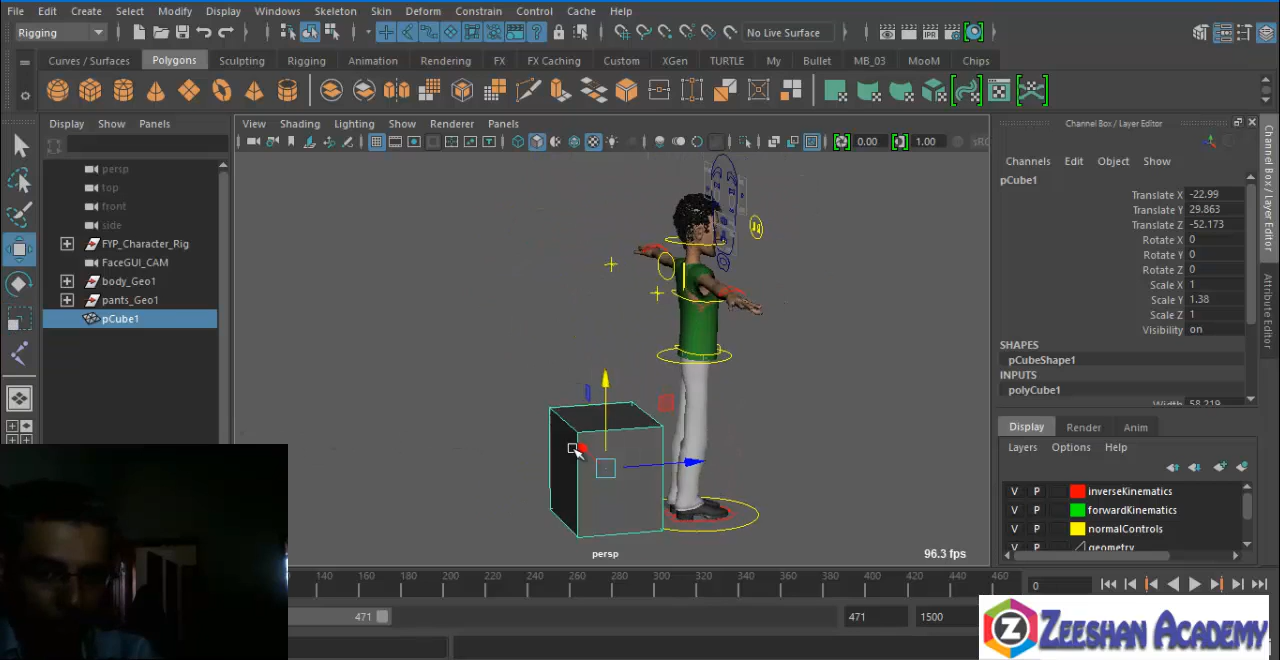 File Edit Create Select Modify Display Windows Skeleton Skin Deform Constrain Control Cache Help
Rigging No Live Surface
Curves / Surfaces Polygons Sculpting Rigging Animation Rendering FX FX Caching Custom XGen TURTLE My Bullet MB_03 MooM Chips
Display Show Panels
View Shading Lighting Show Renderer Panels
0.00 1.00
persp
top
front
side
FYP_Character_Rig
FaceGUI_CAM
body_Geo1
pants_Geo1
pCube1
persp
96.3 fps
Channel Box / Layer Editor
Channels Edit Object Show
pCube1
Translate X -22.99
Translate Y 29.863
Translate Z -52.173
Rotate X 0
Rotate Y 0
Rotate Z 0
Scale X 1
Scale Y 1.38
Scale Z 1
Visibility on
SHAPES
pCubeShape1
INPUTS
polyCube1
Width 58.219
Display Render Anim
Layers Options Help
V P inverseKinematics
V P forwardKinematics
V P normalControls
V P geometry
Channel Box / Layer Editor
Attribute Editor
140 160 180 200 220 240 260 280 300 320 340 360 380 400 420 440 460
0
471 471 1500
Zeeshan Academy